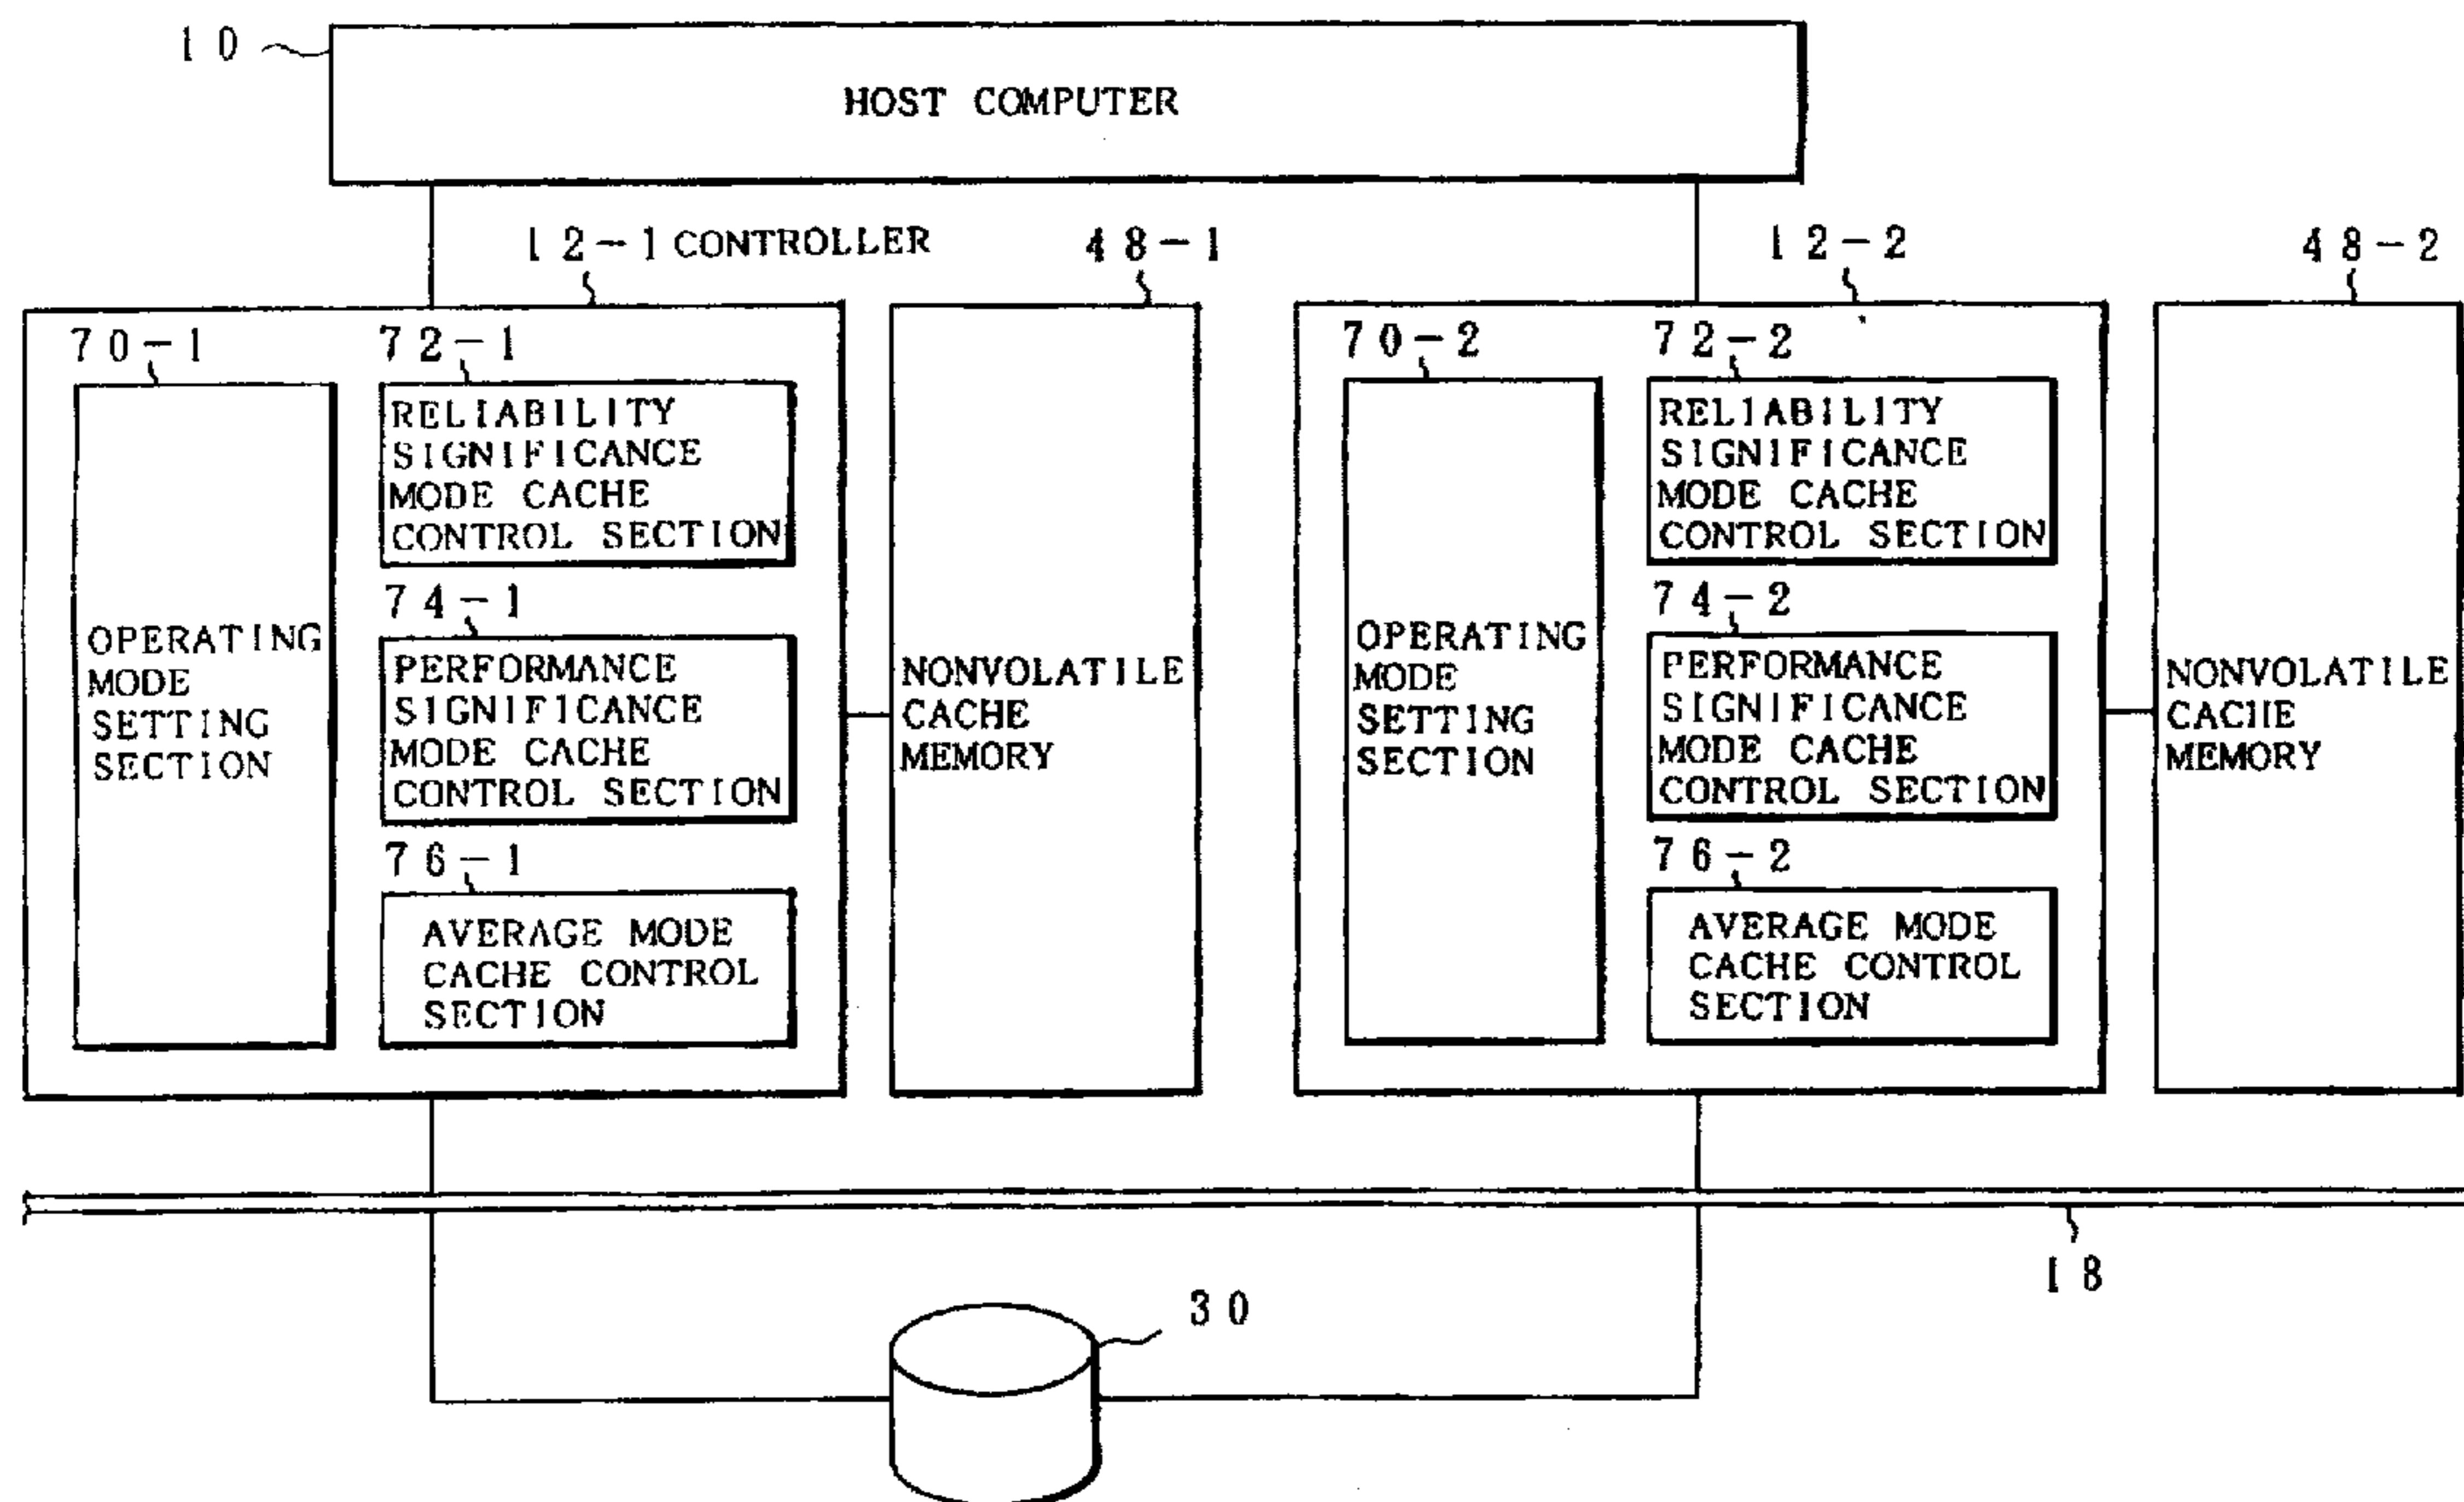 10
HOST COMPUTER
12-1 CONTROLLER
48-1
12-2
48-2
70-1
72-1
RELIABILITY
SIGNIFICANCE
MODE CACHE
CONTROL SECTION
74-1
OPERATING
MODE
SETTING
SECTION
PERFORMANCE
SIGNIFICANCE
MODE CACHE
CONTROL SECTION
76-1
AVERAGE MODE
CACHE CONTROL
SECTION
NONVOLATILE
CACHE
MEMORY
70-2
72-2
RELIABILITY
SIGNIFICANCE
MODE CACHE
CONTROL SECTION
74-2
OPERATING
MODE
SETTING
SECTION
PERFORMANCE
SIGNIFICANCE
MODE CACHE
CONTROL SECTION
76-2
AVERAGE MODE
CACHE CONTROL
SECTION
NONVOLATILE
CACHE
MEMORY
18
30